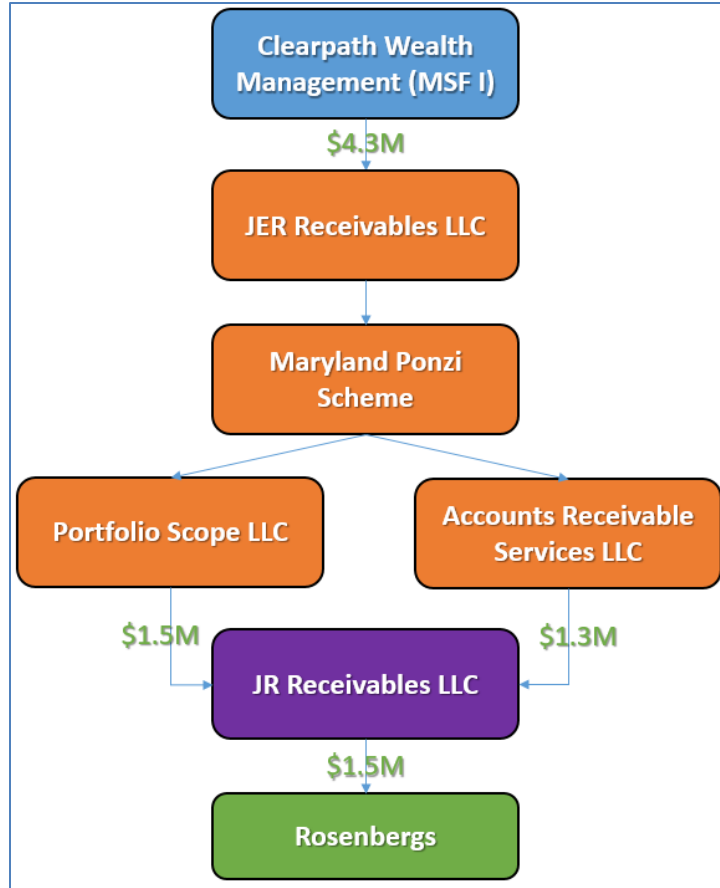 Clearpath Wealth
Management (MSF I)
$4.3M
JER Receivables LLC
Maryland Ponzi
Scheme
Portfolio Scope LLC
Accounts Receivable
Services LLC
$1.5M
$1.3M
JR Receivables LLC
$1.5M
Rosenbergs